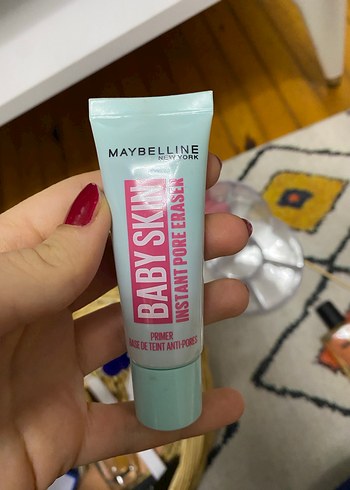 MAYBELLINE
NEW YORK
BABY SKIN
INSTANT PORE ERASER
PRIMER
BASE DE TEINT ANTI-PORES